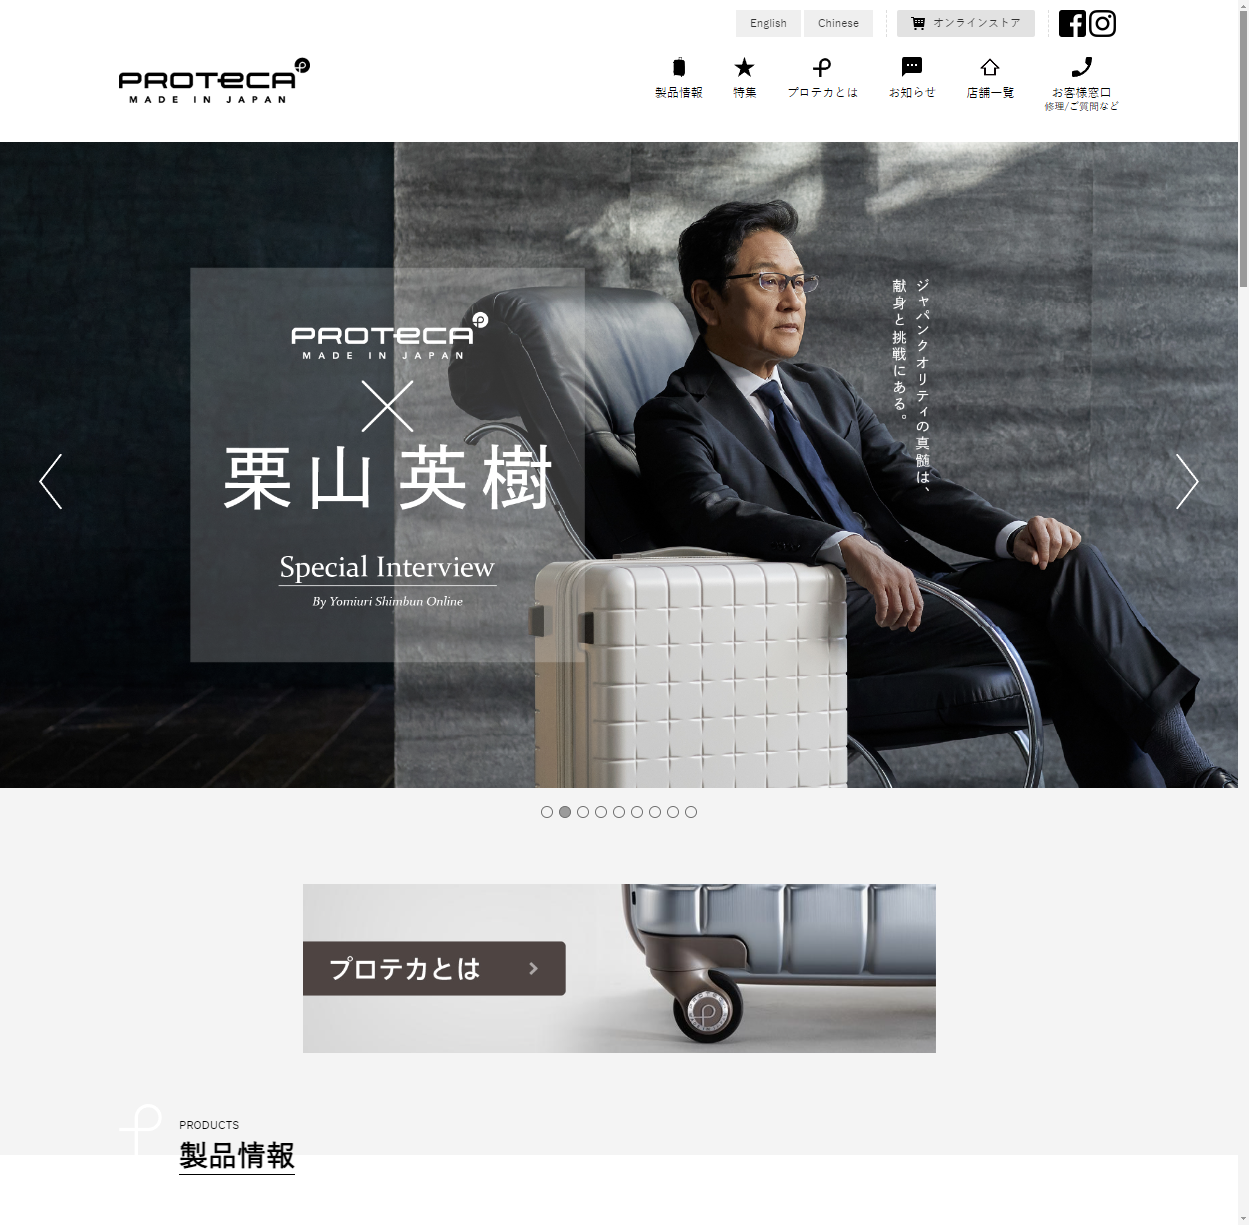 English
Chinese
オンラインストア
PROTECA
MADE IN JAPAN
製品情報
特集
プロテカとは
お知らせ
店舗一覧
お客様窓口
修理/ご質問など
PROTECA
MADE IN JAPAN
栗山英樹
Special Interview
By Yomiuri Shimbun Online
ジャパンクオリティの真髄は、
献身と挑戦にある。
プロテカとは
PRODUCTS
製品情報